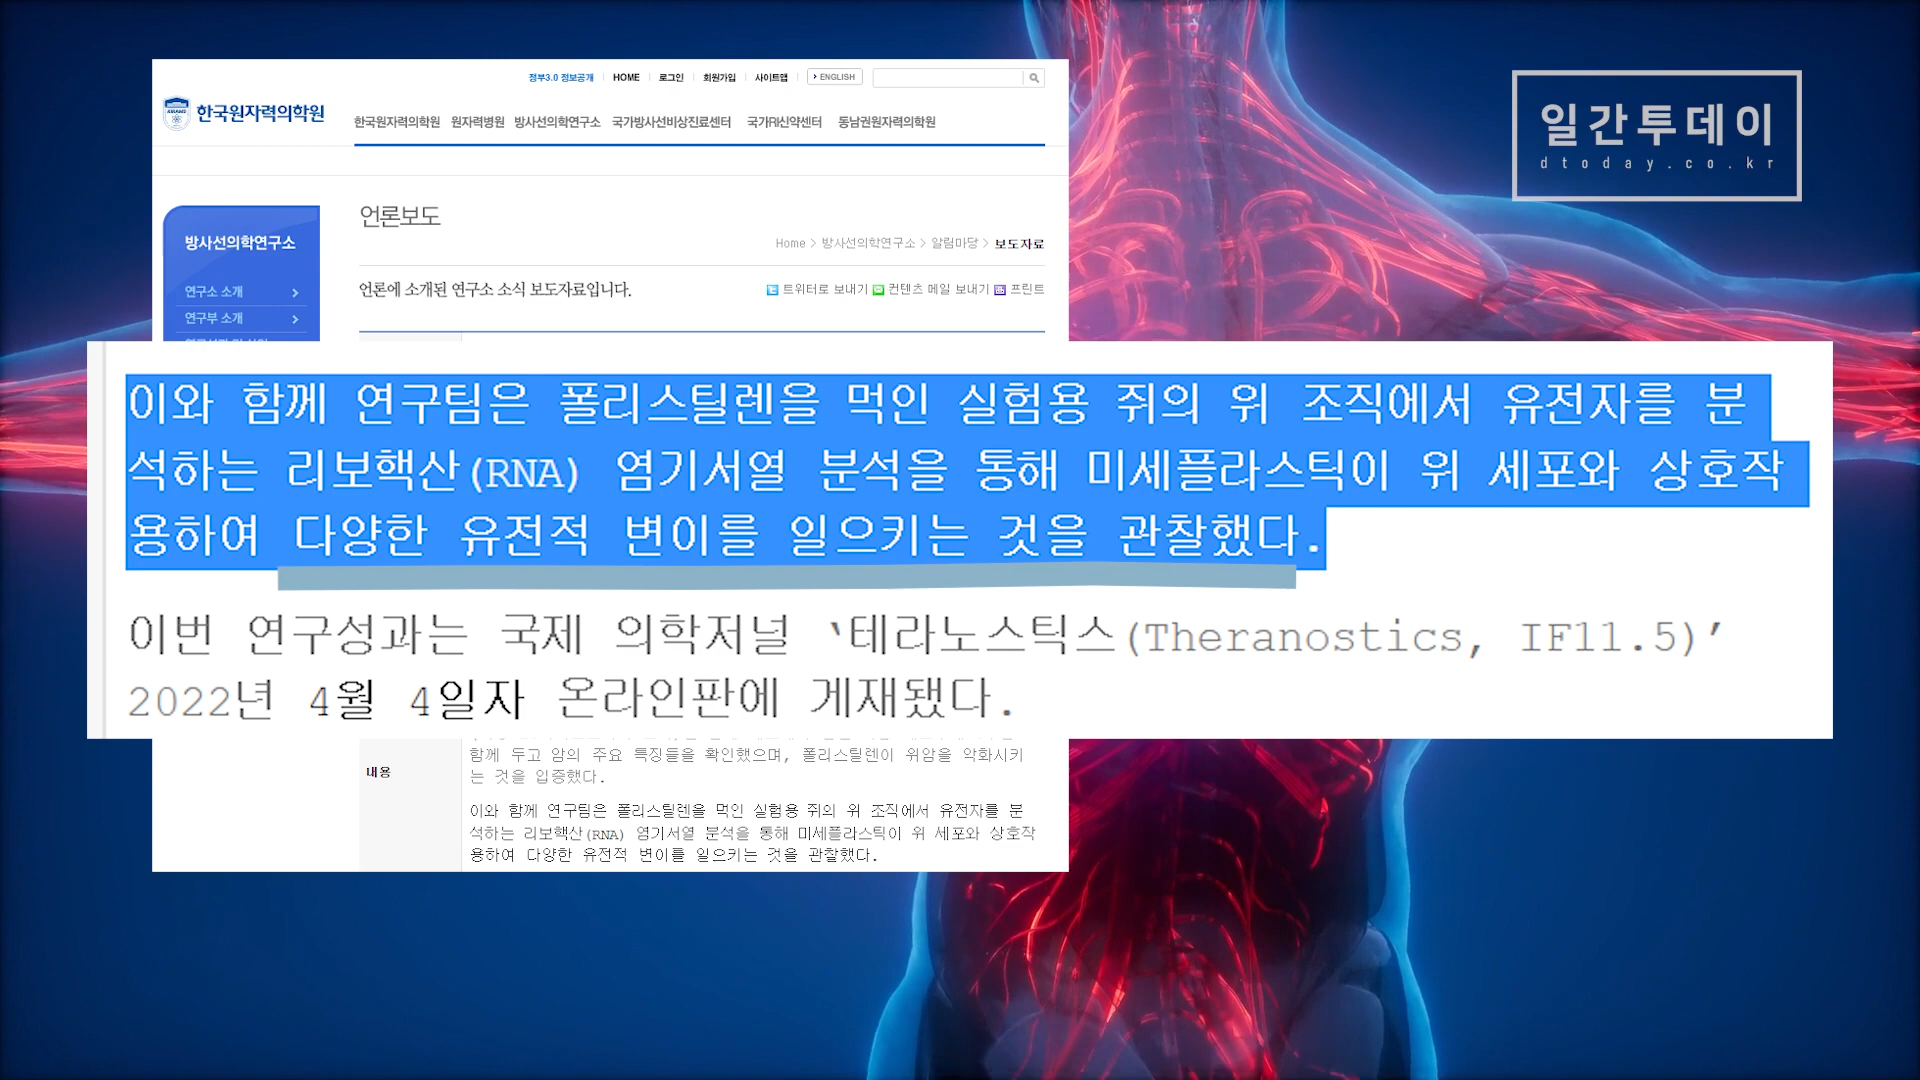 정부3.0 정보공개 HOME 로그인 회원가입 사이트맵 ENGLISH
한국원자력의학원
한국원자력의학원 원자력병원 방사선의학연구소 국가방사선비상진료센터 국가RI신약센터 동남권원자력의학원
일간투데이
dtoday.co.kr
언론보도
방사선의학연구소
Home > 방사선의학연구소 > 알림마당 > 보도자료
연구소 소개
언론에 소개된 연구소 소식 보도자료입니다.
트위터로 보내기 컨텐츠 메일 보내기 프린트
연구부 소개
이와 함께 연구팀은 폴리스틸렌을 먹인 실험용 쥐의 위 조직에서 유전자를 분
석하는 리보핵산(RNA) 염기서열 분석을 통해 미세플라스틱이 위 세포와 상호작
용하여 다양한 유전적 변이를 일으키는 것을 관찰했다.
이번 연구성과는 국제 의학저널 ‘테라노스틱스(Theranostics, IF11.5)’
2022년 4월 4일자 온라인판에 게재됐다.
함께 두고 암의 주요 특징들을 확인했으며, 폴리스틸렌이 위암을 악화시키
내용
는 것을 입증했다.
이와 함께 연구팀은 폴리스틸렌을 먹인 실험용 쥐의 위 조직에서 유전자를 분
석하는 리보핵산(RNA) 염기서열 분석을 통해 미세플라스틱이 위 세포와 상호작
용하여 다양한 유전적 변이를 일으키는 것을 관찰했다.